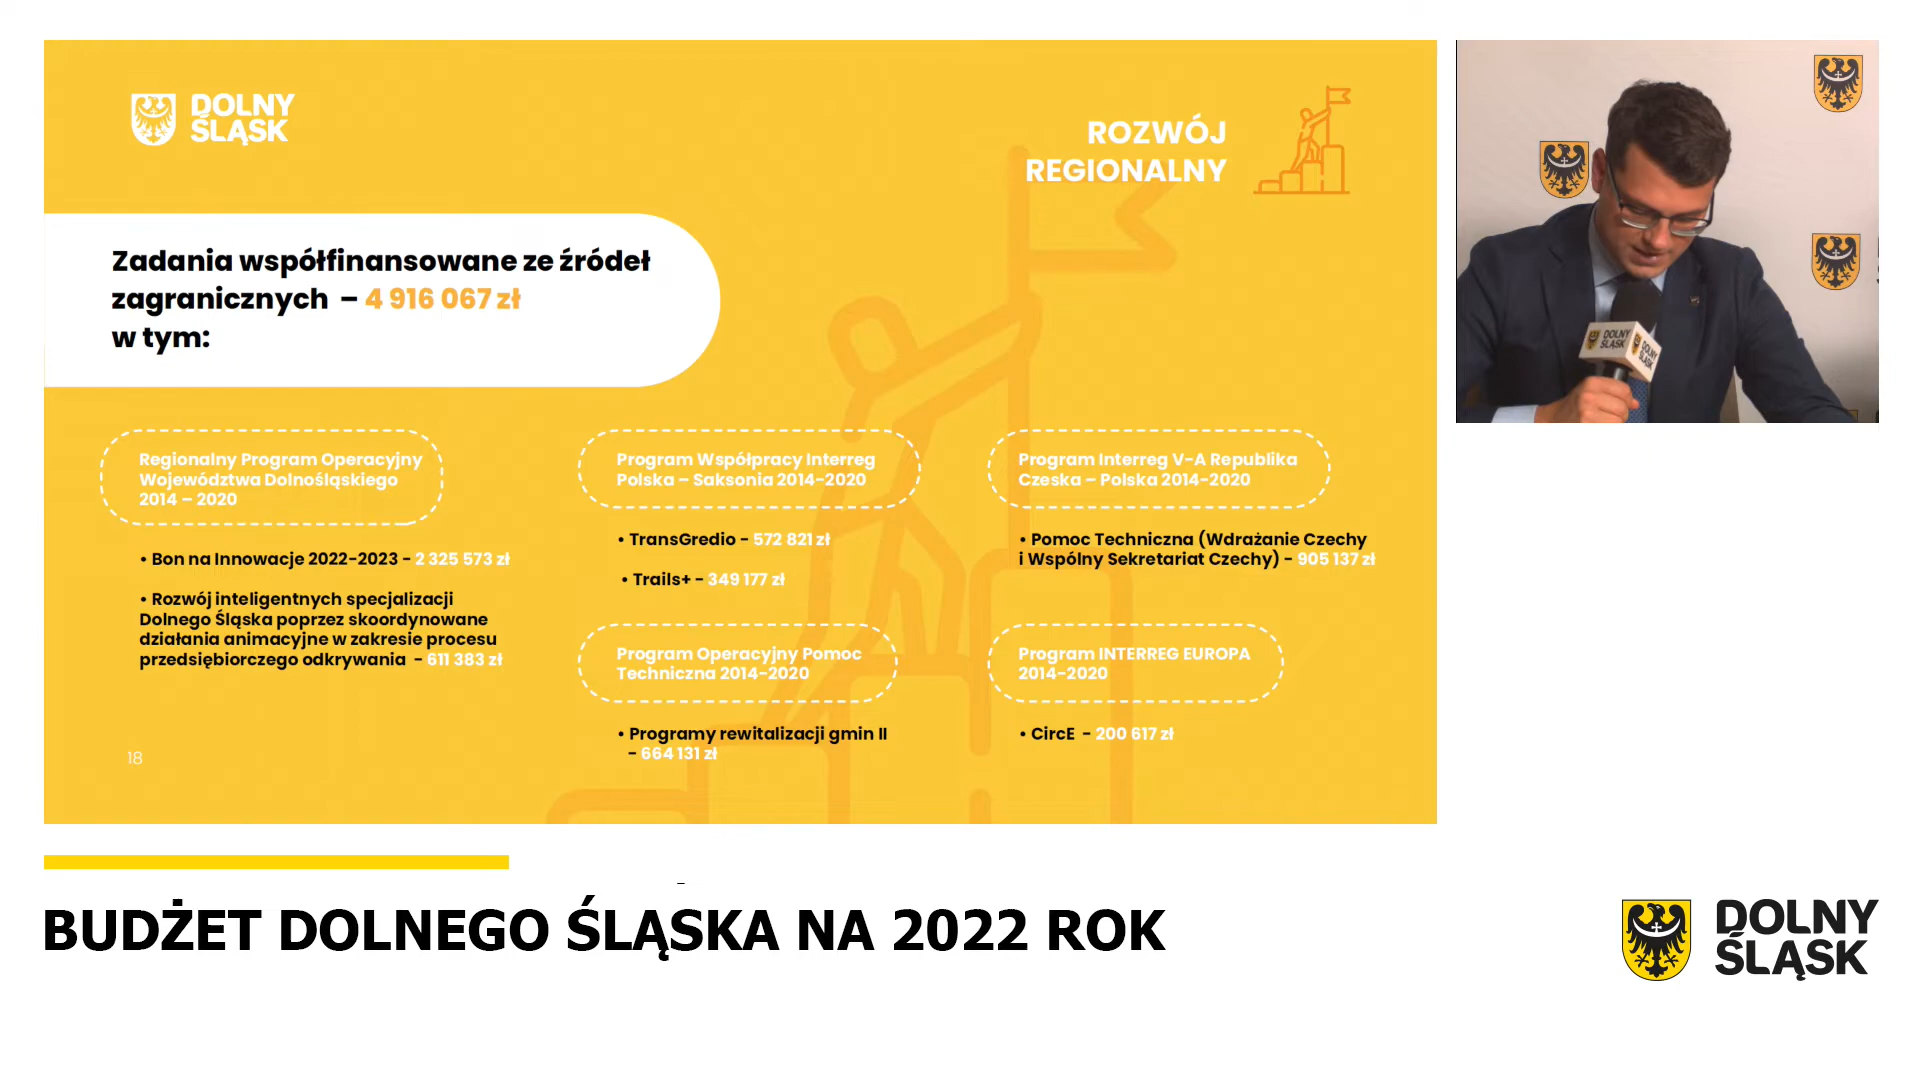 DOLNY
ŚLĄSK
ROZWÓJ
REGIONALNY
Zadania współfinansowane ze źródeł
zagranicznych – 4 916 067 zł
w tym:
Regionalny Program Operacyjny
Województwa Dolnośląskiego
2014 – 2020
• Bon na Innowacje 2022-2023 - 2 325 573 zł
• Rozwój inteligentnych specjalizacji
Dolnego Śląska poprzez skoordynowane
działania animacyjne w zakresie procesu
przedsiębiorczego odkrywania - 611 383 zł
Program Współpracy Interreg
Polska – Saksonia 2014-2020
• TransGredio - 572 821 zł
• Trails+ - 349 177 zł
Program Operacyjny Pomoc
Techniczna 2014-2020
• Programy rewitalizacji gmin II
- 664 131 zł
Program Interreg V-A Republika
Czeska – Polska 2014-2020
• Pomoc Techniczna (Wdrażanie Czechy
i Wspólny Sekretariat Czechy) - 905 137 zł
Program INTERREG EUROPA
2014-2020
• CircE - 200 617 zł
18
DOLNY
ŚLĄSK
BUDŻET DOLNEGO ŚLĄSKA NA 2022 ROK
DOLNY
ŚLĄSK